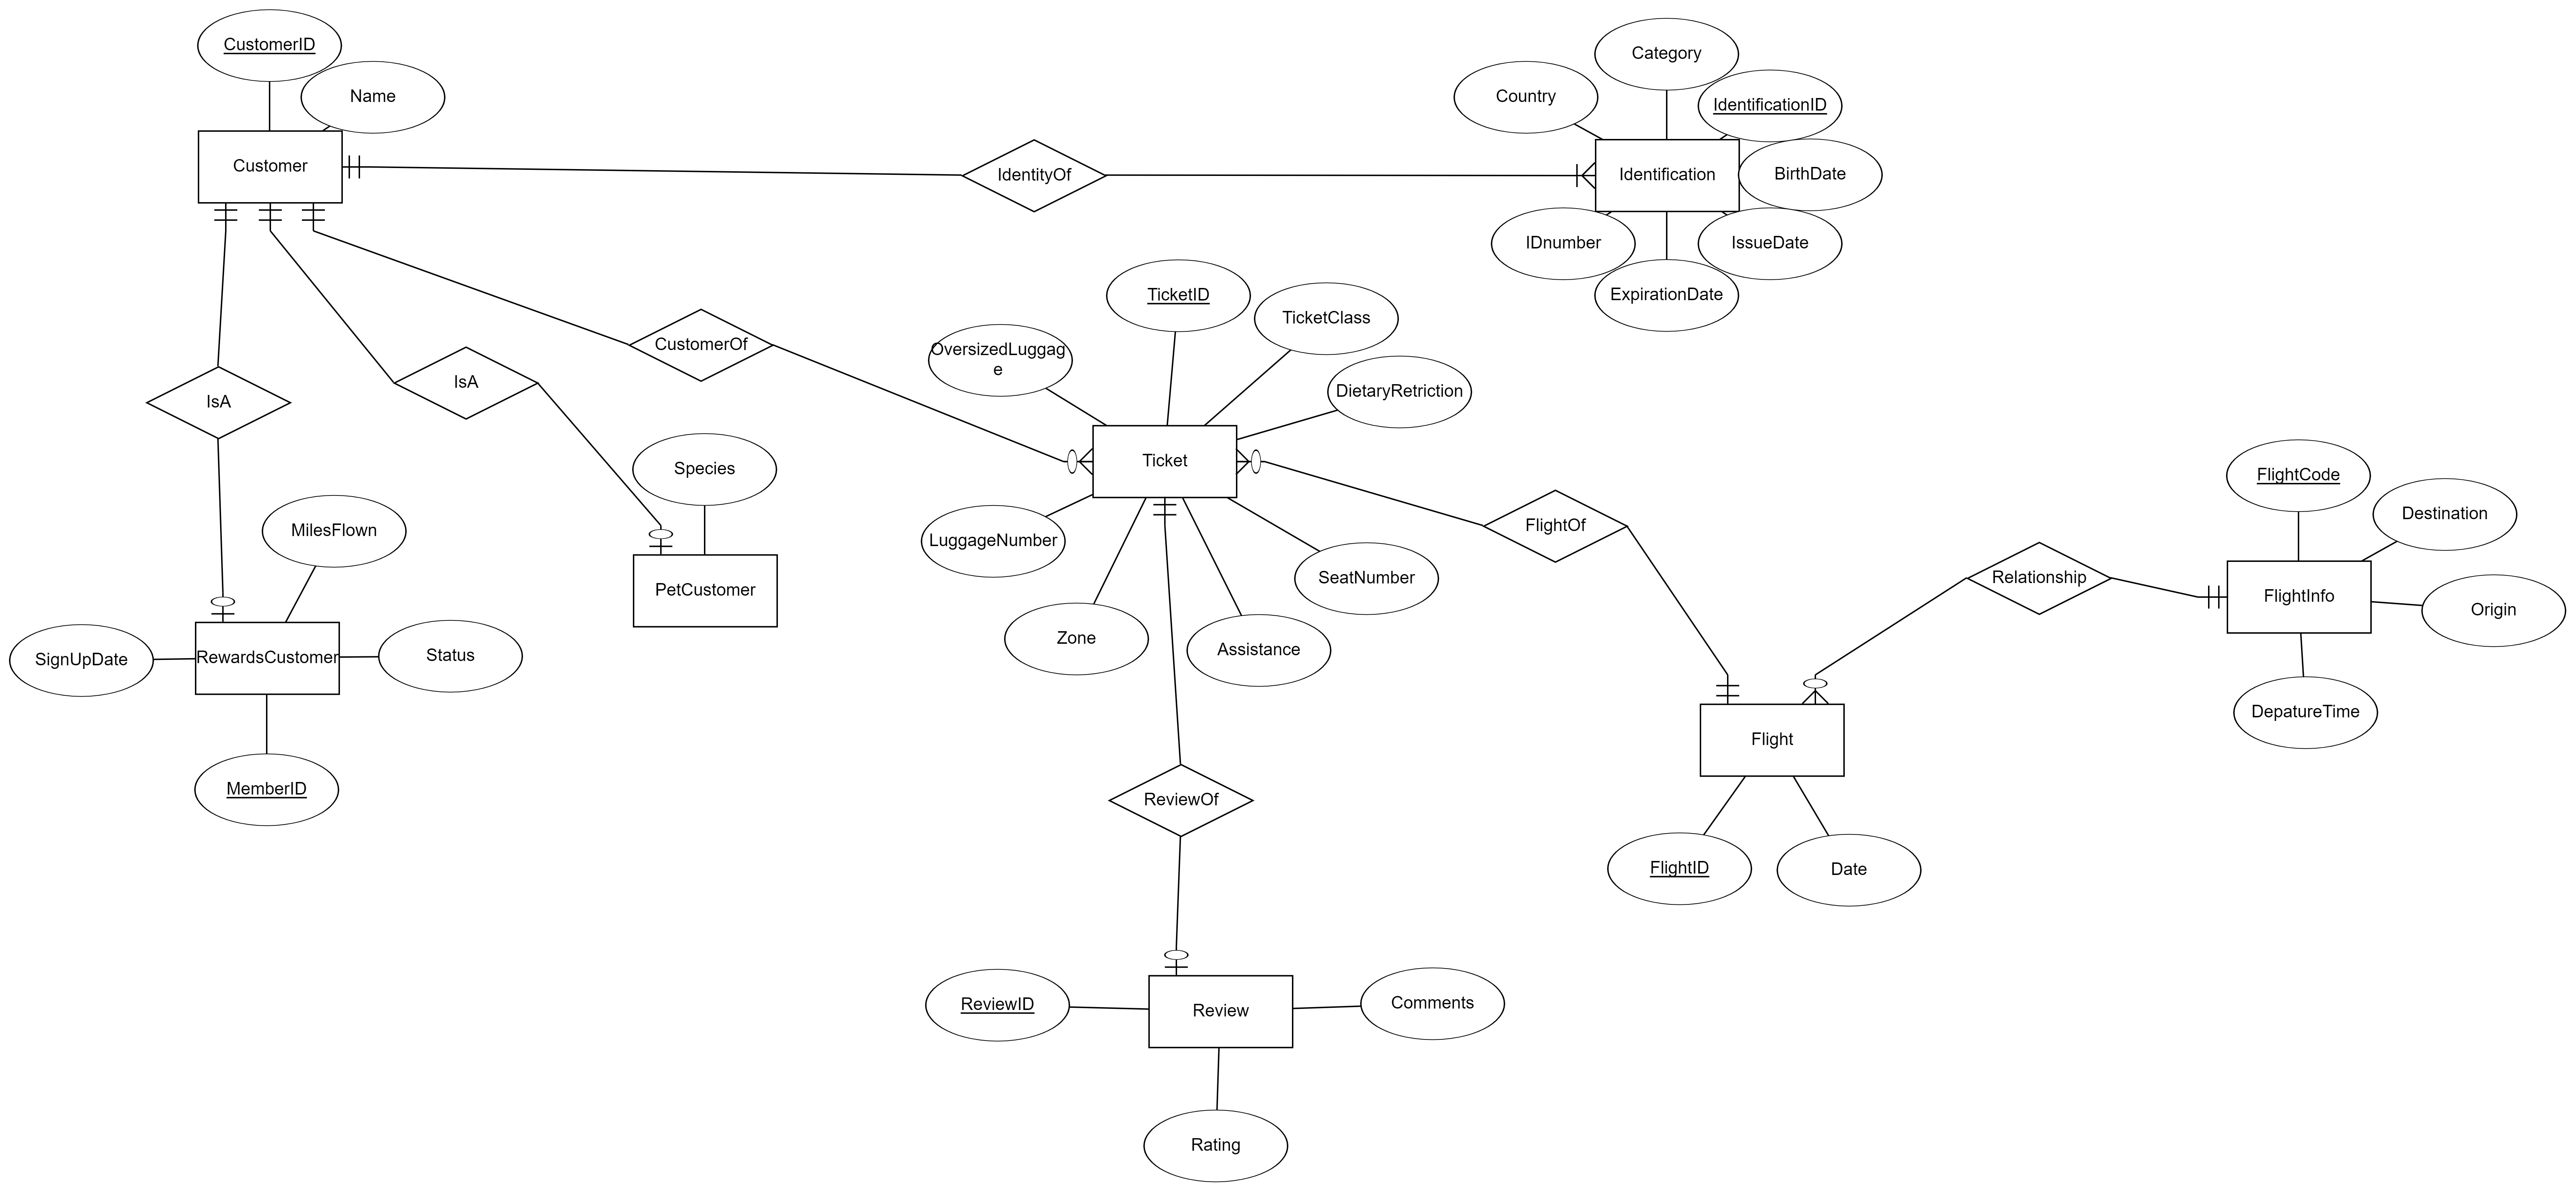 CustomerID
Name
Customer
IdentityOf
Category
Country
IdentificationID
Identification
BirthDate
IDnumber
IssueDate
ExpirationDate
TicketID
TicketClass
CustomerOf
OversizedLuggag
e
DietaryRetriction
IsA
IsA
Ticket
Species
FlightCode
Destination
MilesFlown
FlightOf
LuggageNumber
SeatNumber
Relationship
PetCustomer
FlightInfo
Origin
Zone
Assistance
SignUpDate
RewardsCustomer
Status
DepatureTime
Flight
MemberID
ReviewOf
FlightID
Date
ReviewID
Review
Comments
Rating